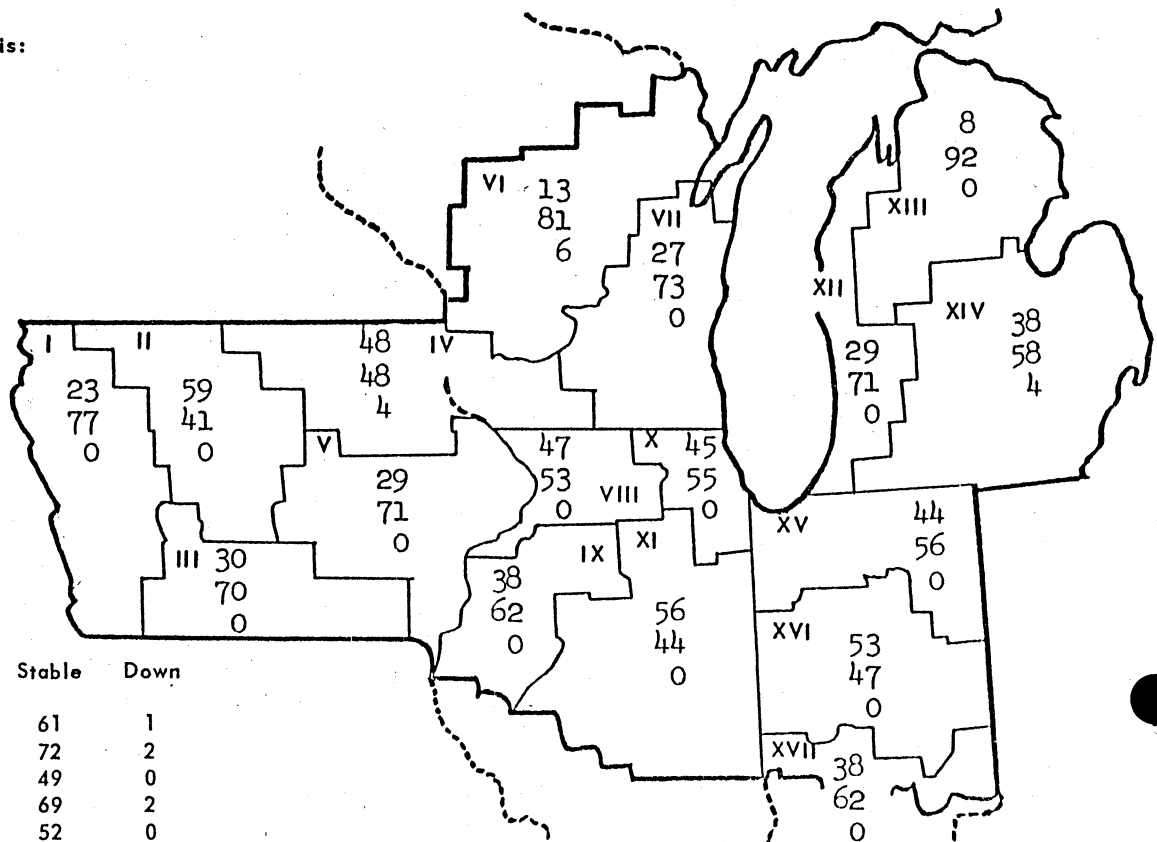 is:
8
92
0
XIII
VI
13
81
6
VII
27
73
0
XII
XIV
38
58
4
I
23
77
0
II
59
41
0
48
48
4
IV
29
71
0
V
29
71
0
47
53
0
VIII
X
45
55
0
III
30
70
0
IX
38
62
0
XI
56
44
0
XV
44
56
0
XVI
53
47
0
XVII
38
62
0
Stable Down
61 1
72 2
49 0
69 2
52 0